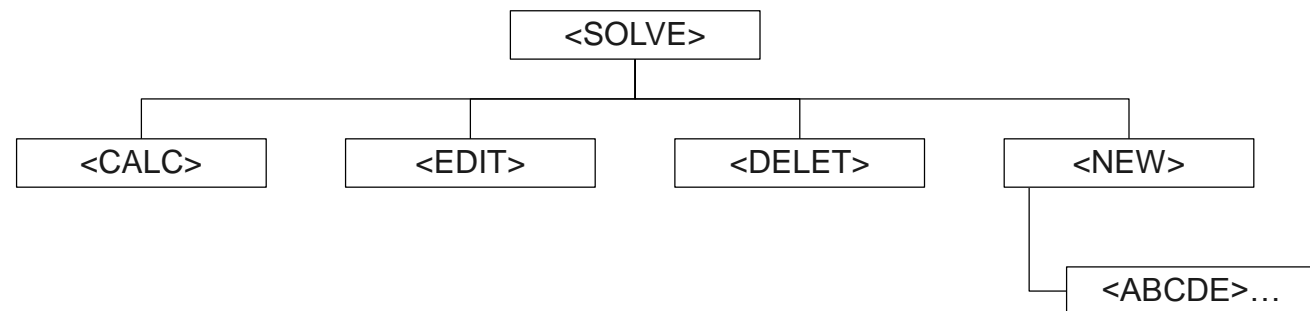 <SOLVE>
<CALC>
<EDIT>
<DELET>
<NEW>
<ABCDE>…